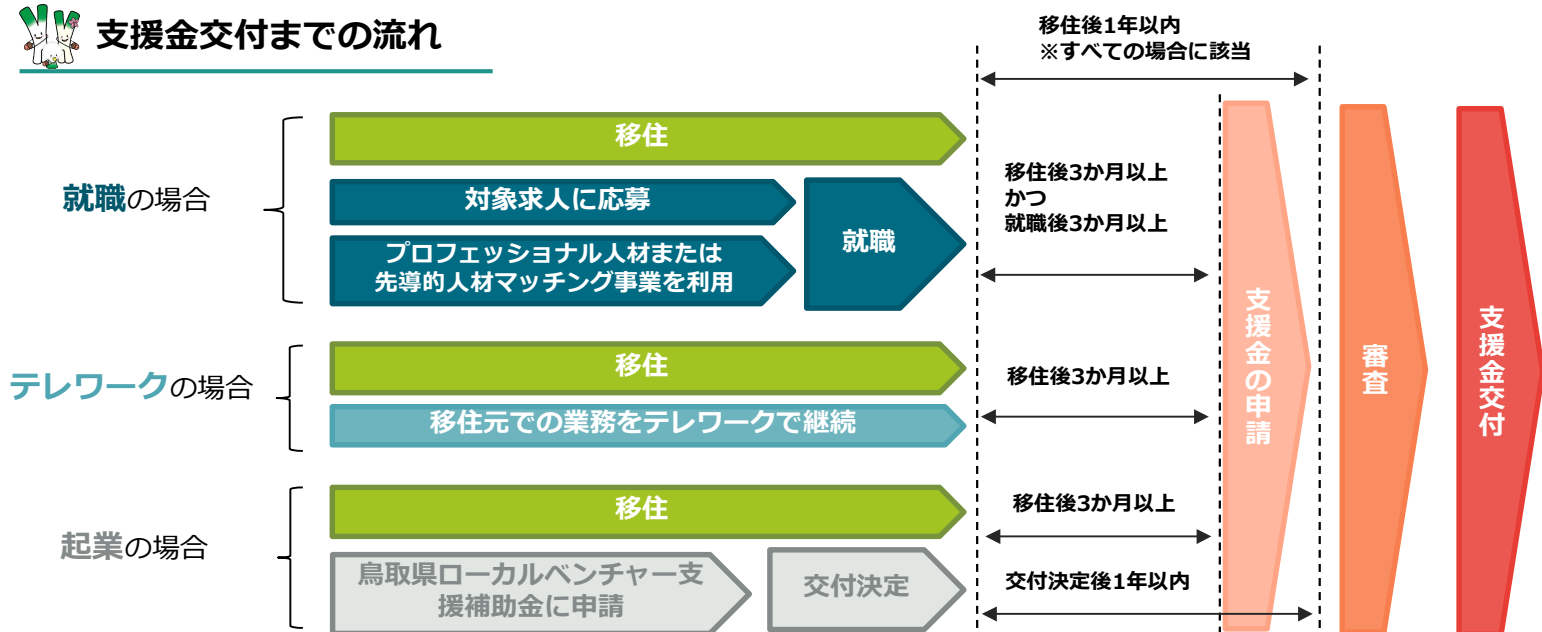 支援金交付までの流れ
移住後1年以内
※すべての場合に該当
就職の場合
移住
対象求人に応募
プロフェッショナル人材または
先導的人材マッチング事業を利用
就職
移住後3か月以上
かつ
就職後3か月以上
テレワークの場合
移住
移住元での業務をテレワークで継続
移住後3か月以上
起業の場合
移住
鳥取県ローカルベンチャー支
援補助金に申請
交付決定
移住後3か月以上
交付決定後1年以内
支援金の申請
審査
支援金交付